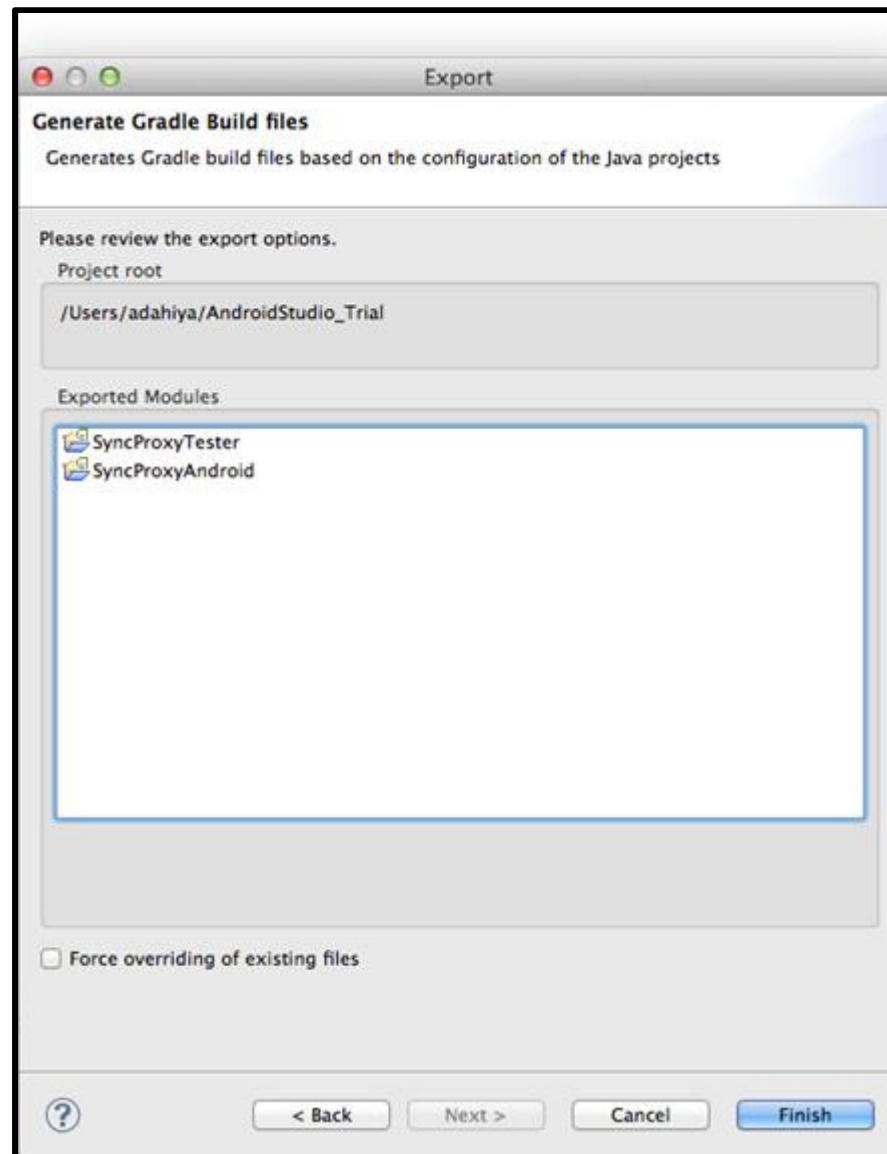 Export
Generate Gradle Build files
Generates Gradle build files based on the configuration of the Java projects
Please review the export options.
Project root
/Users/adahiya/AndroidStudio_Trial
Exported Modules
SyncProxyTester
SyncProxyAndroid
Force overriding of existing files
? < Back Next > Cancel Finish